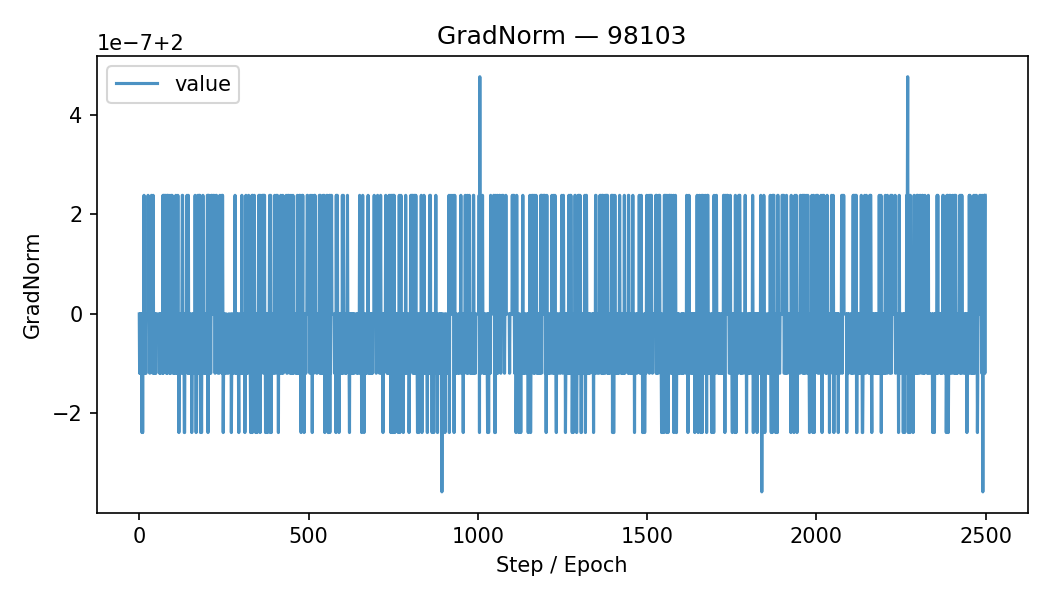 GradNorm — 98103
1e−7+2
value
4
2
0
−2
GradNorm
0
500
1000
1500
2000
2500
Step / Epoch